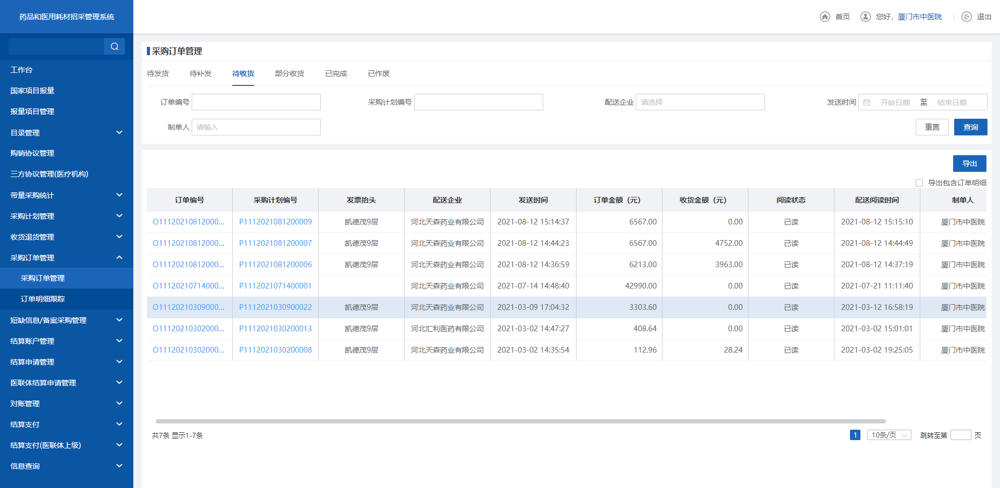 药品和医用耗材招采管理系统
首页
您好，厦门市中医院
退出
工作台
国家项目报量
报量项目管理
目录管理
购销协议管理
三方协议管理(医疗机构)
带量采购统计
采购计划管理
收货退货管理
采购订单管理
采购订单管理
订单明细跟踪
短缺信息/备案采购管理
结算账户管理
结算申请管理
医联体结算申请管理
对账管理
结算支付
结算支付(医联体上级)
信息查询
采购订单管理
待发货 待补发 待收货 部分收货 已完成 已作废
订单编号 采购计划编号 配送企业 请选择 发送时间 开始日期 至 结束日期
制单人 请输入 重置 查询
导出
导出包含订单明细
订单编号 采购计划编号 发票抬头 配送企业 发送时间 订单金额（元） 收货金额（元） 阅读状态 配送阅读时间 制单人
O11120210812000... P1112021081200009 凯德茂9层 河北天森药业有限公司 2021-08-12 15:14:37 6567.00 0.00 已读 2021-08-12 15:15:10 厦门市中医院
O11120210812000... P1112021081200007 凯德茂9层 河北天森药业有限公司 2021-08-12 14:44:23 6567.00 4752.00 已读 2021-08-12 14:44:49 厦门市中医院
O11120210812000... P1112021081200006 凯德茂9层 河北天森药业有限公司 2021-08-12 14:36:59 6213.00 3963.00 已读 2021-08-12 14:37:19 厦门市中医院
O11120210714000... P1112021071400001 河北天森药业有限公司 2021-07-14 14:48:40 42990.00 0.00 已读 2021-07-21 11:11:40 厦门市中医院
O11120210309000... P1112021030900022 凯德茂9层 河北天森药业有限公司 2021-03-09 17:04:32 3303.60 0.00 已读 2021-03-12 16:58:19 厦门市中医院
O11120210302000... P1112021030200013 凯德茂9层 河北汇利医药有限公司 2021-03-02 14:47:27 408.64 0.00 已读 2021-03-02 15:01:01 厦门市中医院
O11120210302000... P1112021030200008 凯德茂9层 河北天森药业有限公司 2021-03-02 14:35:54 112.96 28.24 已读 2021-03-02 19:25:05 厦门市中医院
共7条 显示1-7条 1 10条/页 跳转至第 页